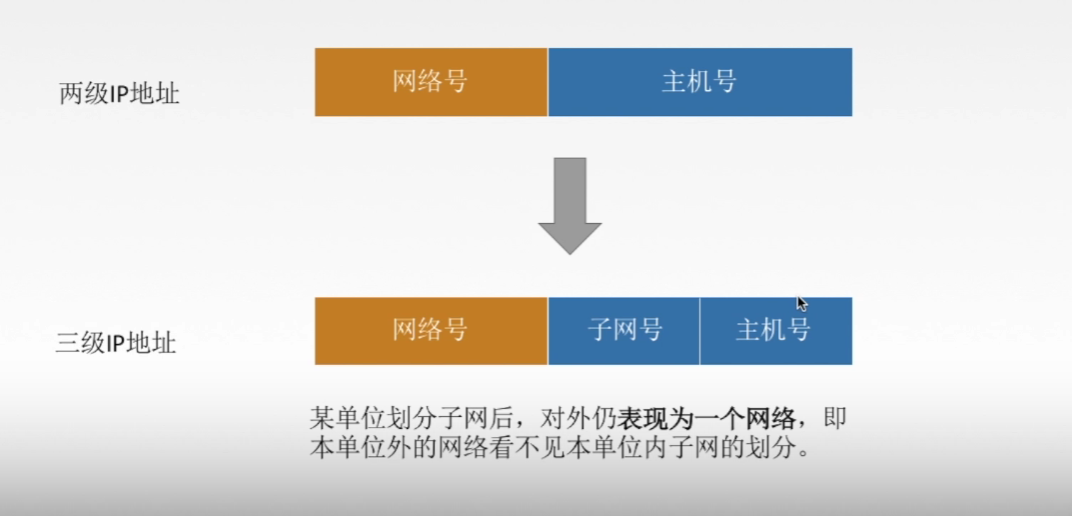 两级IP地址
网络号
主机号
三级IP地址
网络号
子网号
主机号
某单位划分子网后，对外仍表现为一个网络，即
本单位外的网络看不见本单位内子网的划分。